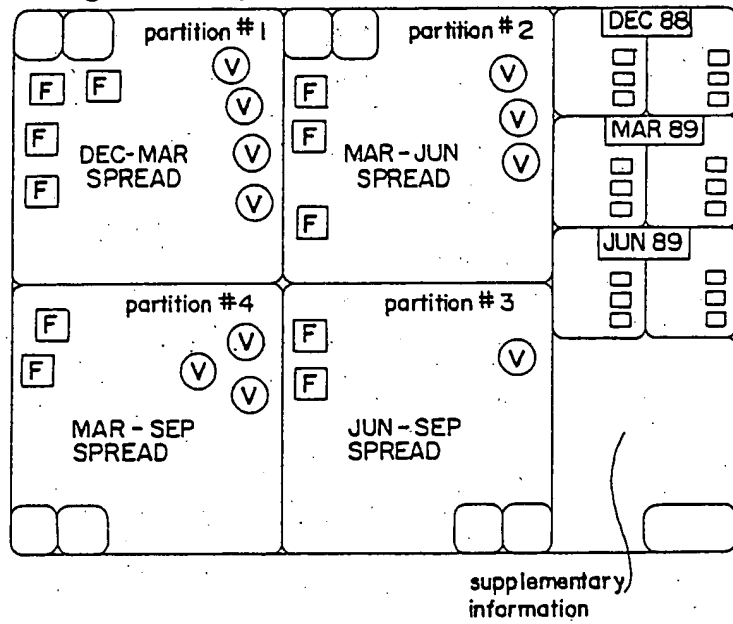 partition #1
F F V
V
F V
DEC-MAR
SPREAD
F V
partition #2
F V
F V
MAR-JUN
SPREAD
V
F
DEC 88
MAR 89
JUN 89
partition #4
F V
F V
V
MAR-SEP
SPREAD
partition #3
F
F V
JUN-SEP
SPREAD
supplementary
information